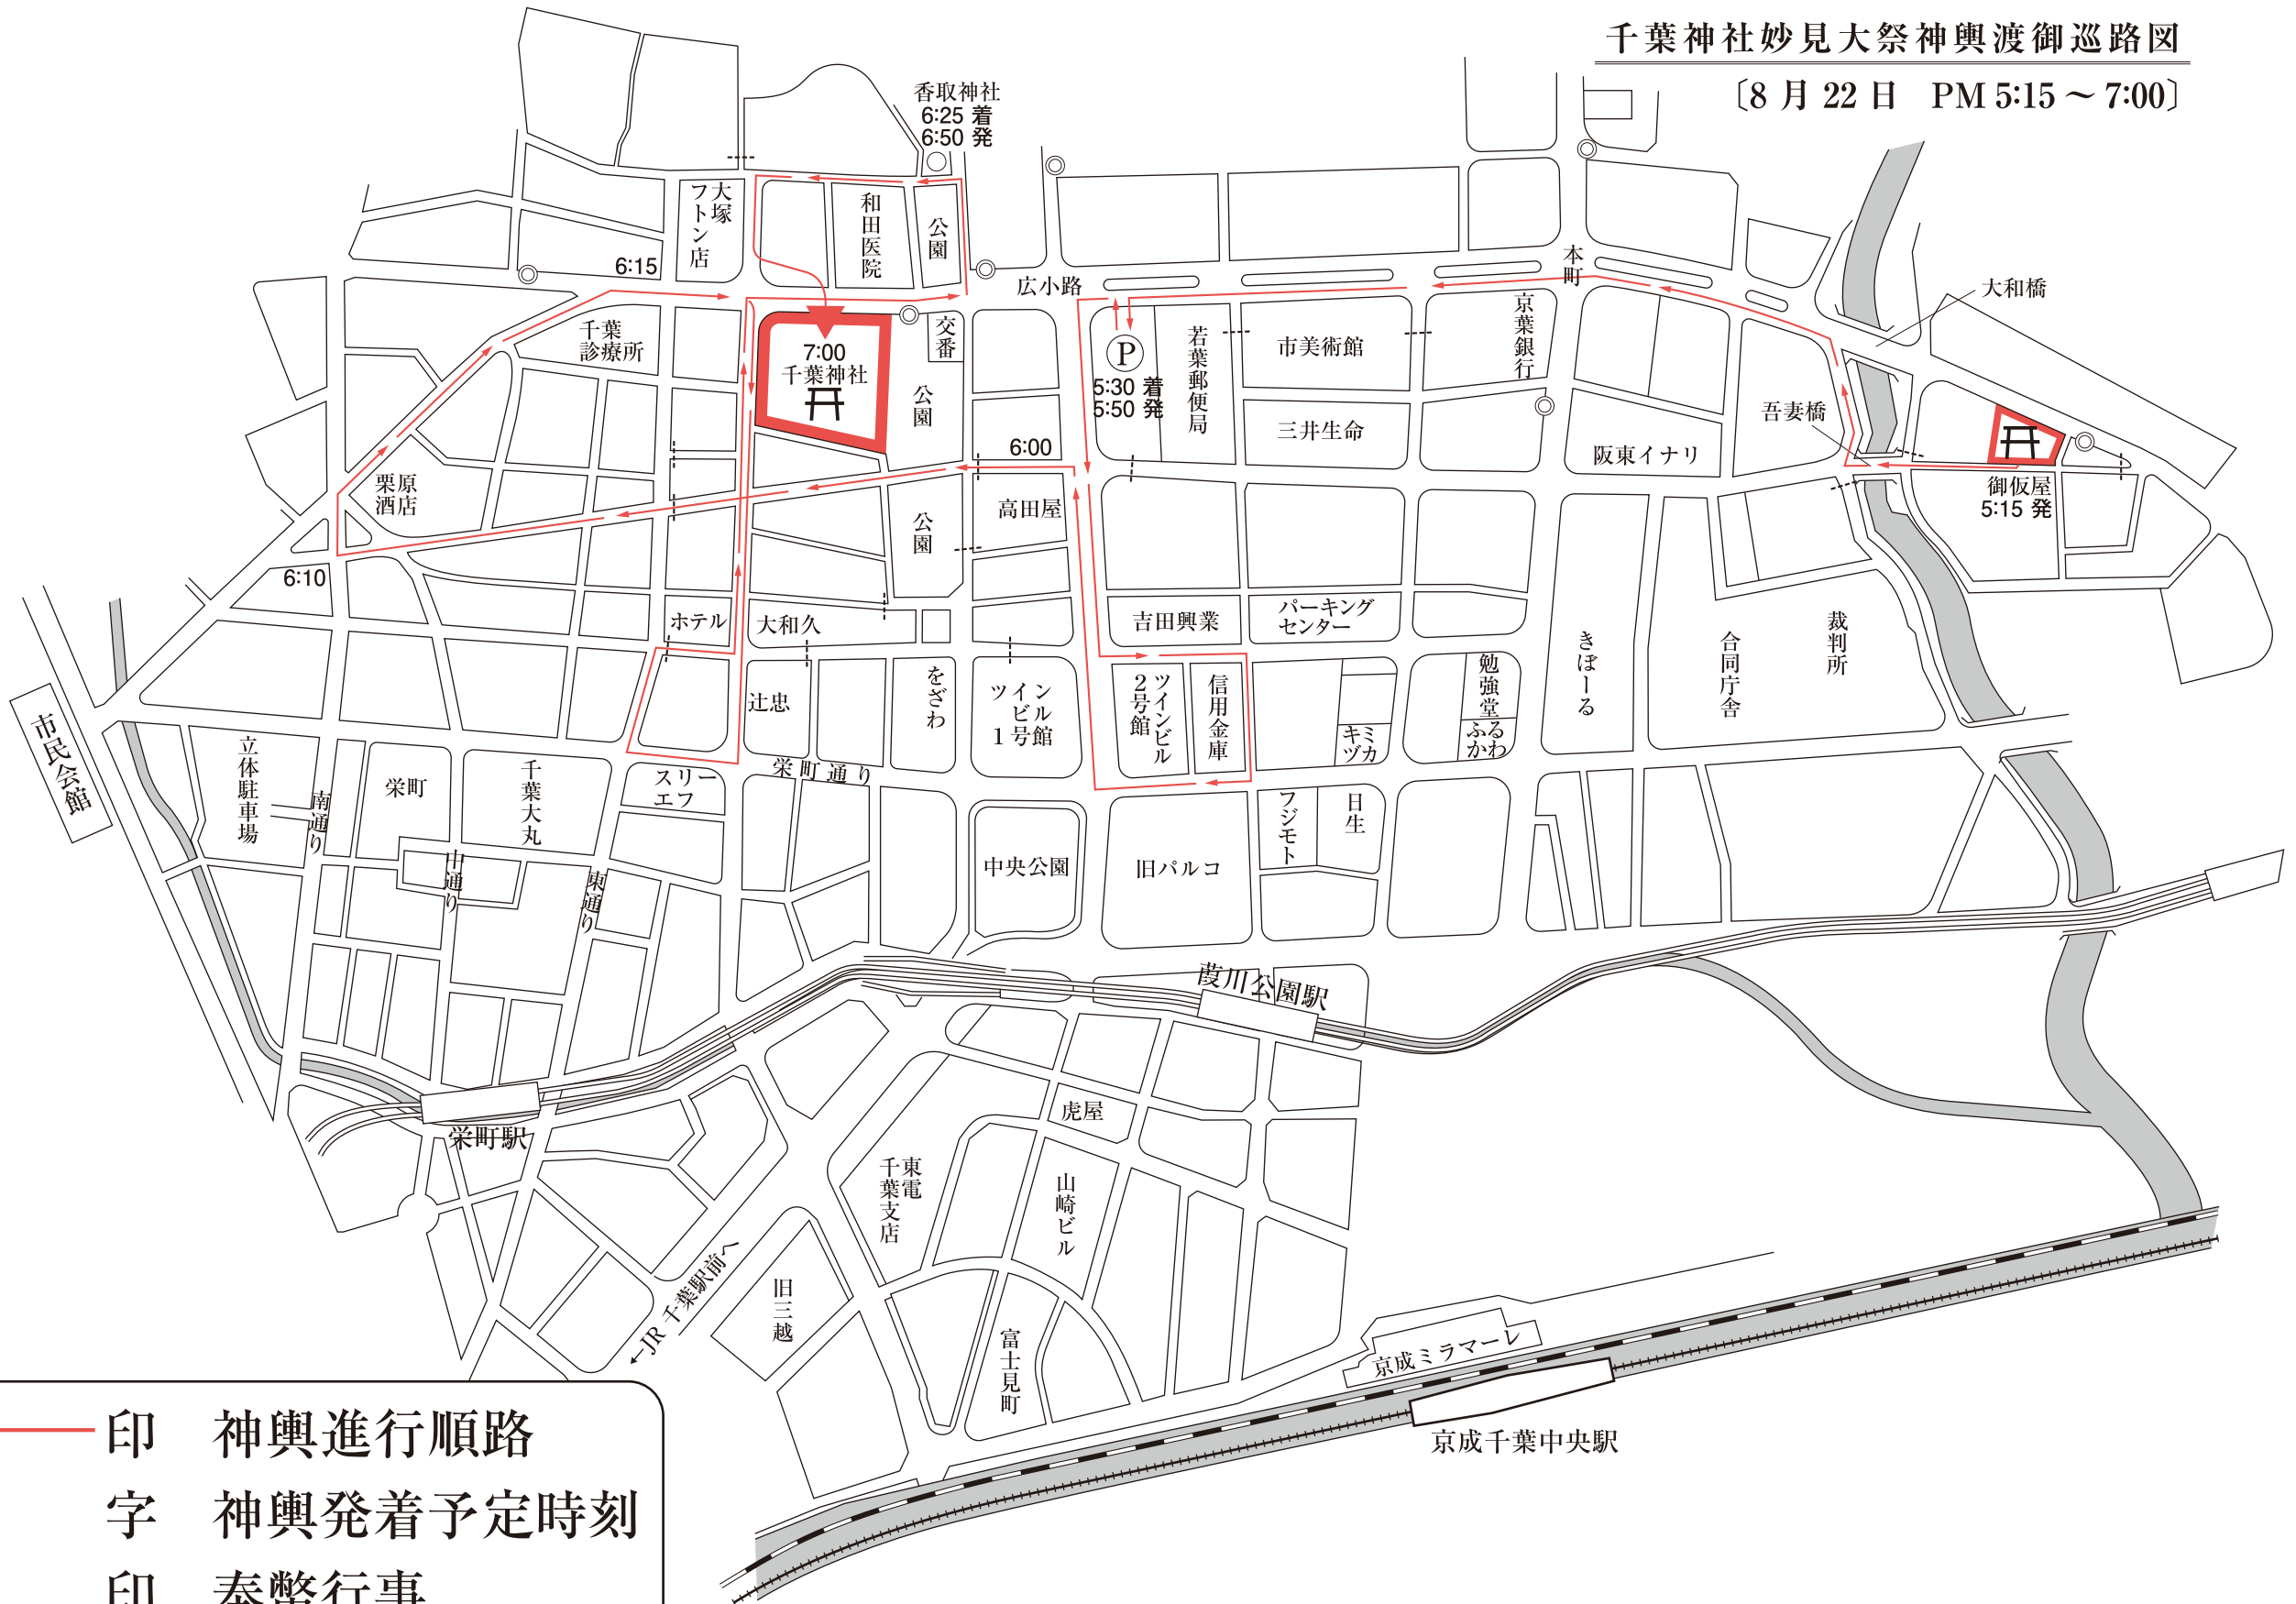 千葉神社妙見大祭神輿渡御巡路図
〔8月22日　PM 5:15～7:00〕
香取神社
6:25 着
6:50 発
大塚
フトン店
和田医院
公園
6:15
広小路
本町
大和橋
千葉
診療所
7:00
千葉神社
交番
公園
P
5:30 着
5:50 発
若葉郵便局
市美術館
京葉銀行
三井生命
阪東イナリ
吾妻橋
御仮屋
5:15 発
6:00
栗原
酒店
高田屋
公園
6:10
ホテル
大和久
吉田興業
パーキング
センター
きぼーる
合同庁舎
裁判所
辻忠
をざわ
ツイン
ビル
1号館
ツインビル
2号館
信用金庫
キミ
ヅカ
勉強堂
ふる
かわ
市民会館
立体駐車場
南通り
栄町
中通り
千葉大丸
東通り
スリー
エフ
栄町通り
中央公園
旧パルコ
フジモト
日生
葭川公園駅
栄町駅
虎屋
東電
千葉支店
山崎ビル
←JR 千葉駅前へ
旧三越
富士見町
京成ミラマーレ
京成千葉中央駅
印　神輿進行順路
字　神輿発着予定時刻
印　奉幣行事